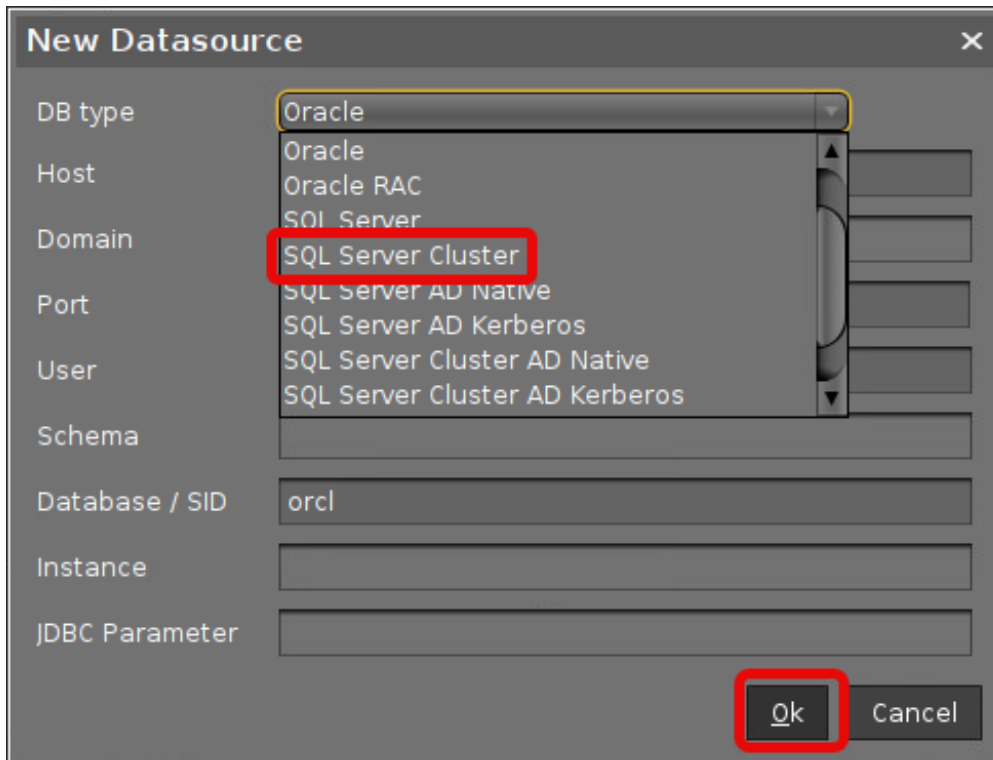 New Datasource
DB type
Oracle
Oracle
Host
Oracle RAC
SQL Server
Domain
SQL Server Cluster
SQL Server AD Native
Port
SQL Server AD Kerberos
SQL Server Cluster AD Native
User
SQL Server Cluster AD Kerberos
Schema
Database / SID
orcl
Instance
JDBC Parameter
Ok
Cancel